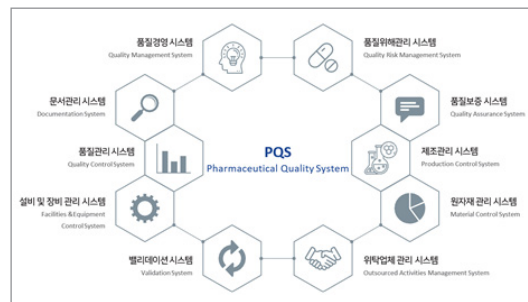 품질경영 시스템
Quality Management System
품질위해관리 시스템
Quality Risk Management System
문서관리 시스템
Documentation System
품질보증 시스템
Quality Assurance System
품질관리 시스템
Quality Control System
PQS
Pharmaceutical Quality System
제조관리 시스템
Production Control System
설비 및 장비 관리 시스템
Facilities &Equipment
Control System
원자재 관리 시스템
Material Control System
밸리데이션 시스템
Validation System
위탁업체 관리 시스템
Outsourced Activities Management System